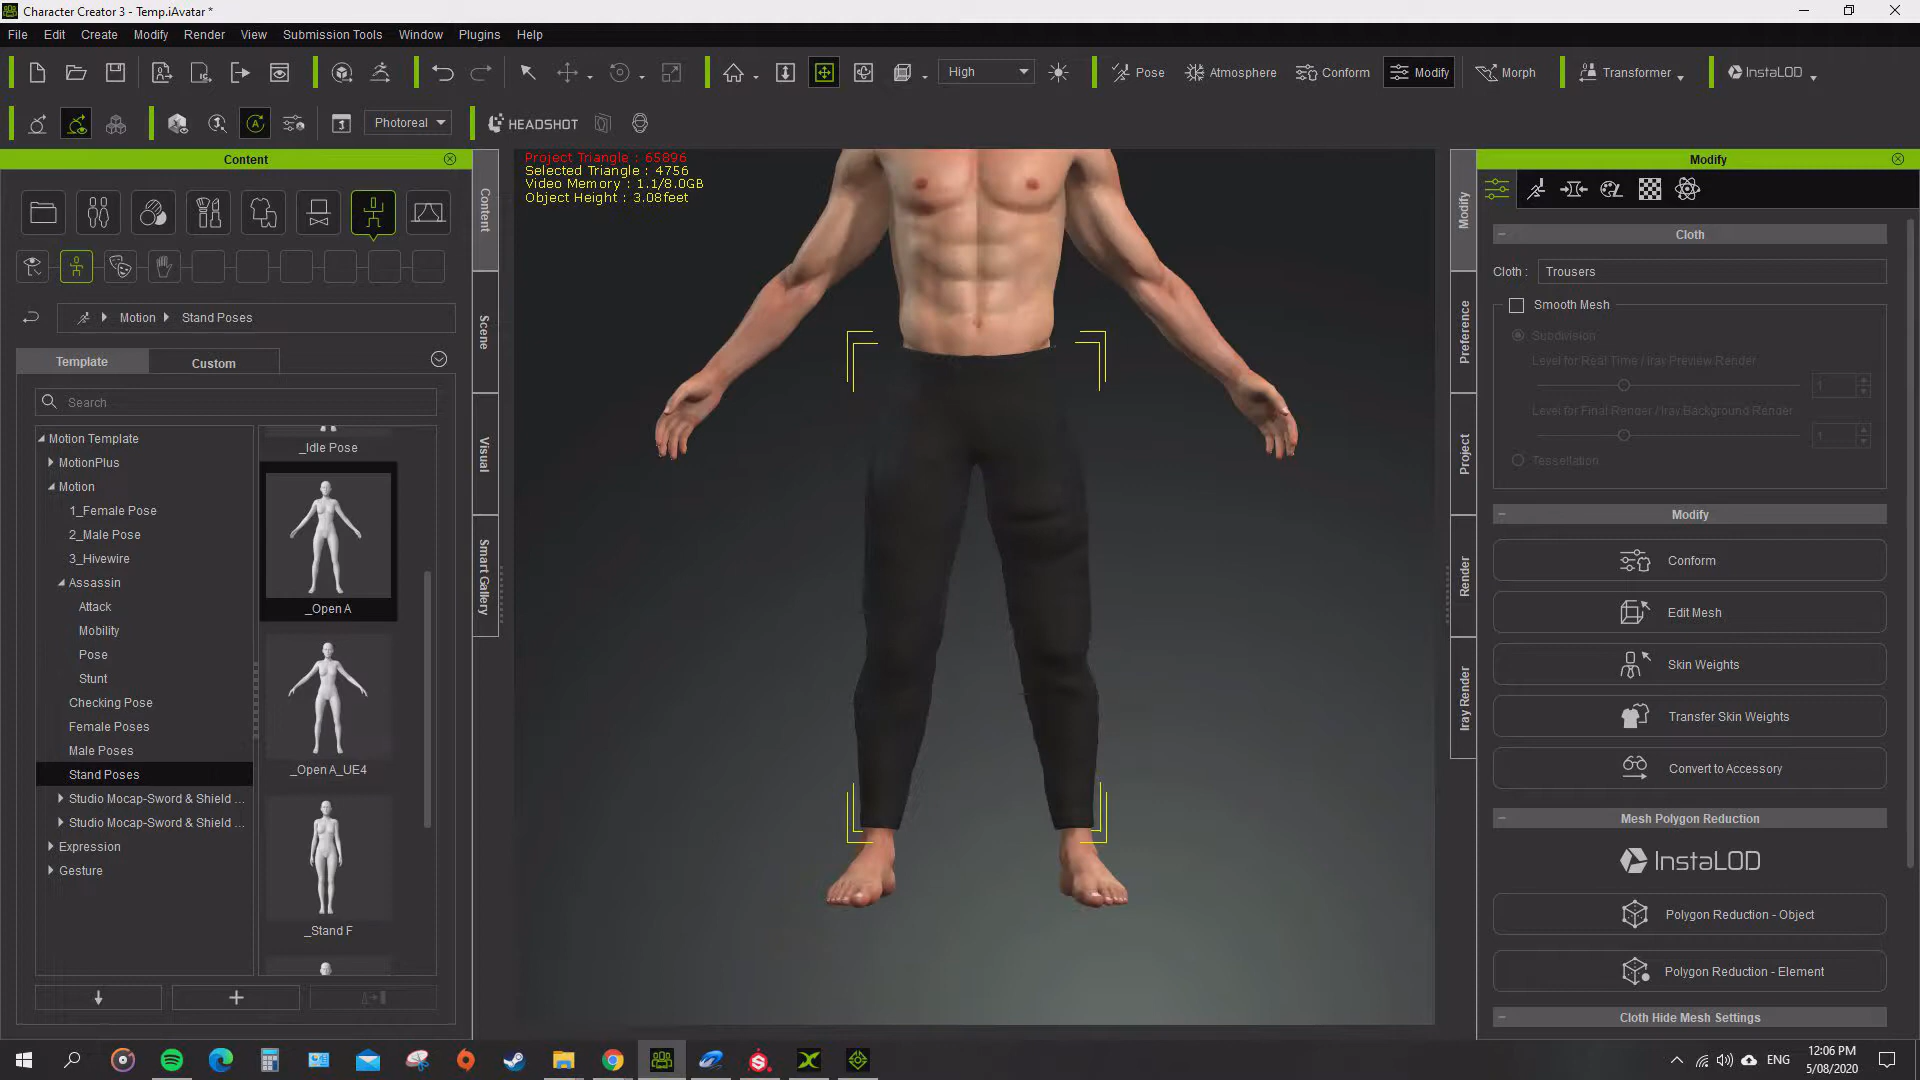 Character Creator 3 - Temp.iAvatar *
File Edit Create Modify Render View Submission Tools Window Plugins Help
High Pose Atmosphere Conform Modify Morph Transformer InstaLOD
Photoreal HEADSHOT
Content
Motion Stand Poses
Template Custom
Search
Motion Template
MotionPlus
Motion
1_Female Pose
2_Male Pose
3_Hivewire
Assassin
Attack
Mobility
Pose
Stunt
Checking Pose
Female Poses
Male Poses
Stand Poses
Studio Mocap-Sword & Shield ...
Studio Mocap-Sword & Shield ...
Expression
Gesture
_Idle Pose
_Open A
_Open A_UE4
_Stand F
Content
Scene
Visual
Smart Gallery
Project Triangle : 65896
Selected Triangle : 4756
Video Memory : 1.1/8.0GB
Object Height : 3.08feet
Modify
Preference
Project
Render
Iray Render
Modify
Cloth
Cloth : Trousers
Smooth Mesh
Subdivision
Level for Real Time / Iray Preview Render
1
Level for Final Render / Iray Background Render
1
Tessellation
Modify
Conform
Edit Mesh
Skin Weights
Transfer Skin Weights
Convert to Accessory
Mesh Polygon Reduction
InstaLOD
Polygon Reduction - Object
Polygon Reduction - Element
Cloth Hide Mesh Settings
ENG
12:06 PM
5/08/2020